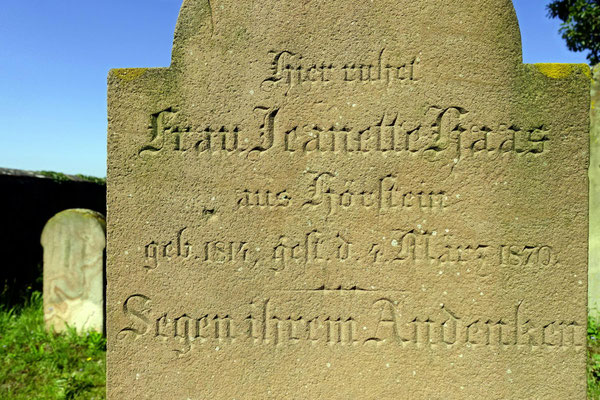 Hier ruhet
Frau Jeanette Haas
aus Hörstein
geb. 1814, gest. d. 4. März 1870.
Segen ihrem Andenken